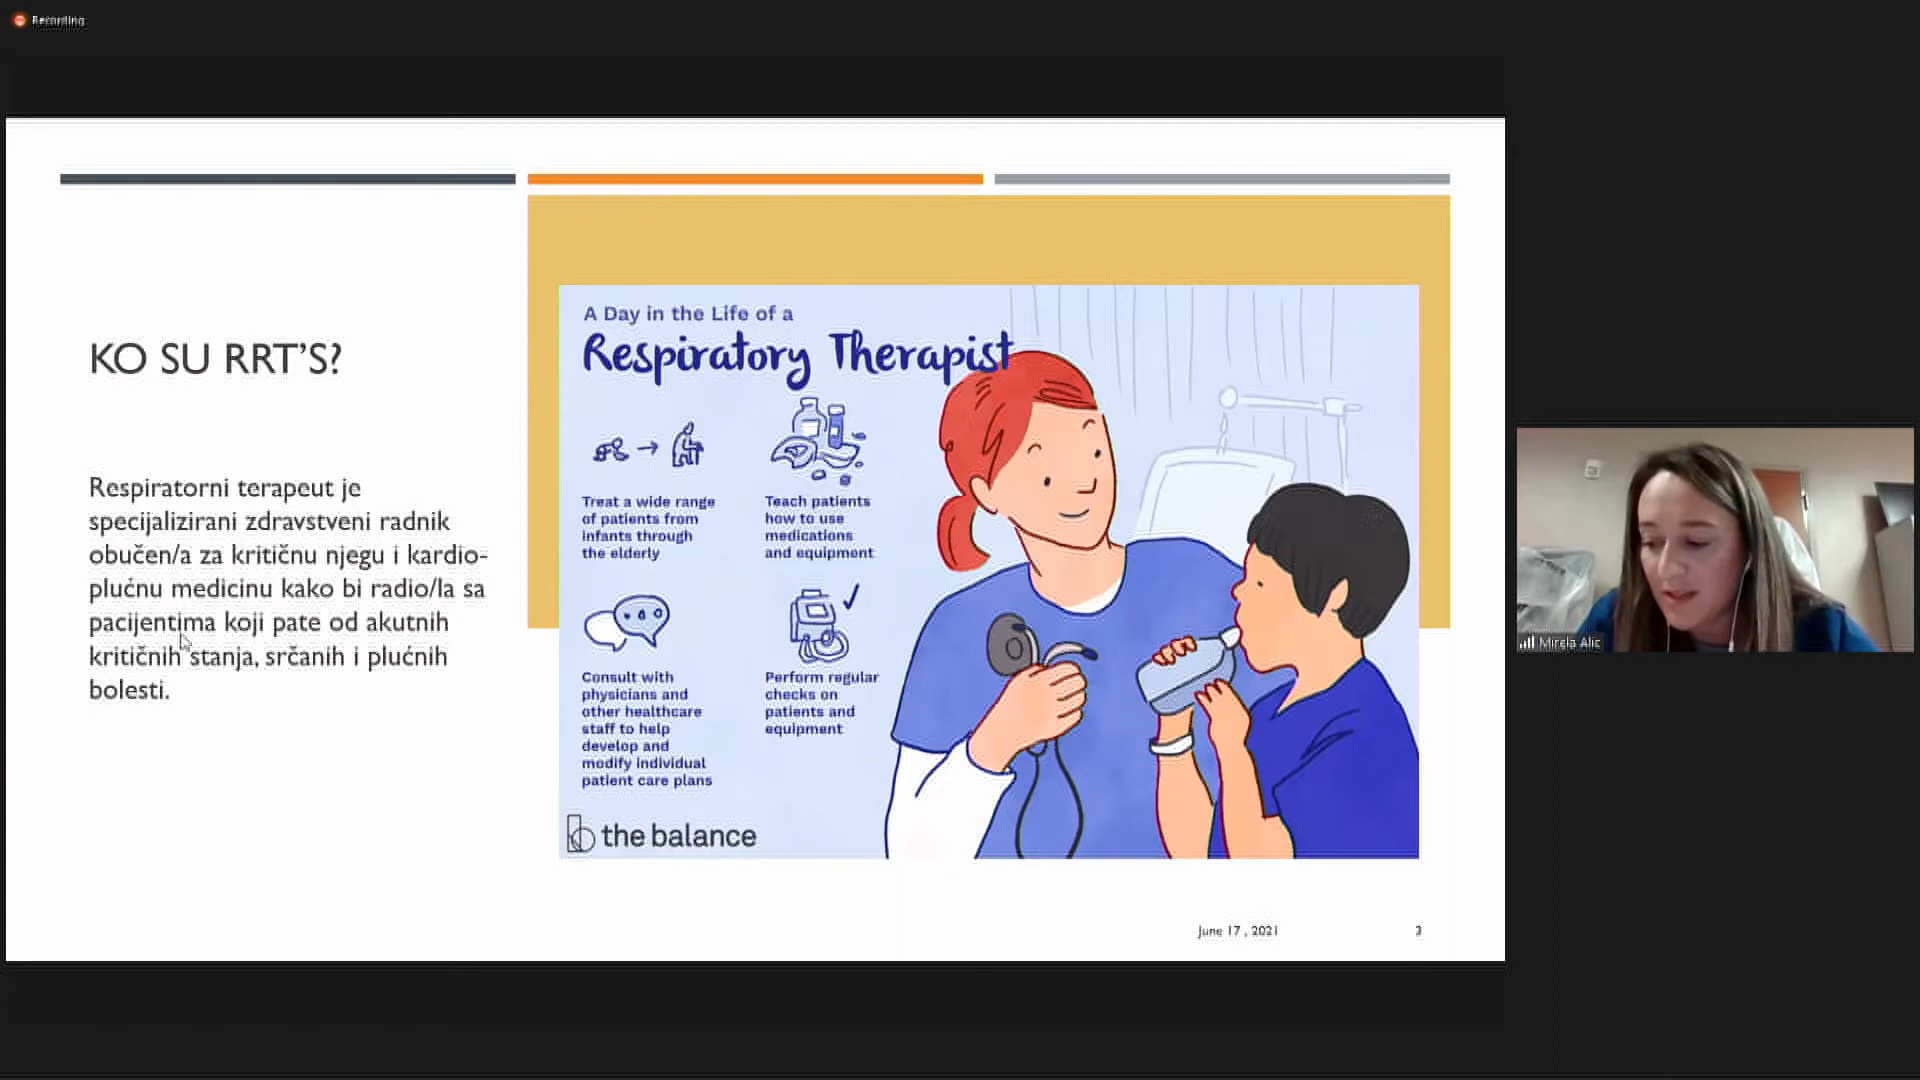 Recording
KO SU RRT'S?
Respiratorni terapeut je
specijalizirani zdravstveni radnik
obučen/a za kritičnu njegu i kardio-
plućnu medicinu kako bi radio/la sa
pacijentima koji pate od akutnih
kritičnih stanja, srčanih i plućnih
bolesti.
A Day in the Life of a
Respiratory Therapist
Treat a wide range
of patients from
infants through
the elderly
Teach patients
how to use
medications
and equipment
Consult with
physicians and
other healthcare
staff to help
develop and
modify individual
patient care plans
Perform regular
checks on
patients and
equipment
the balance
June 17 , 2021
3
Mirela Alic